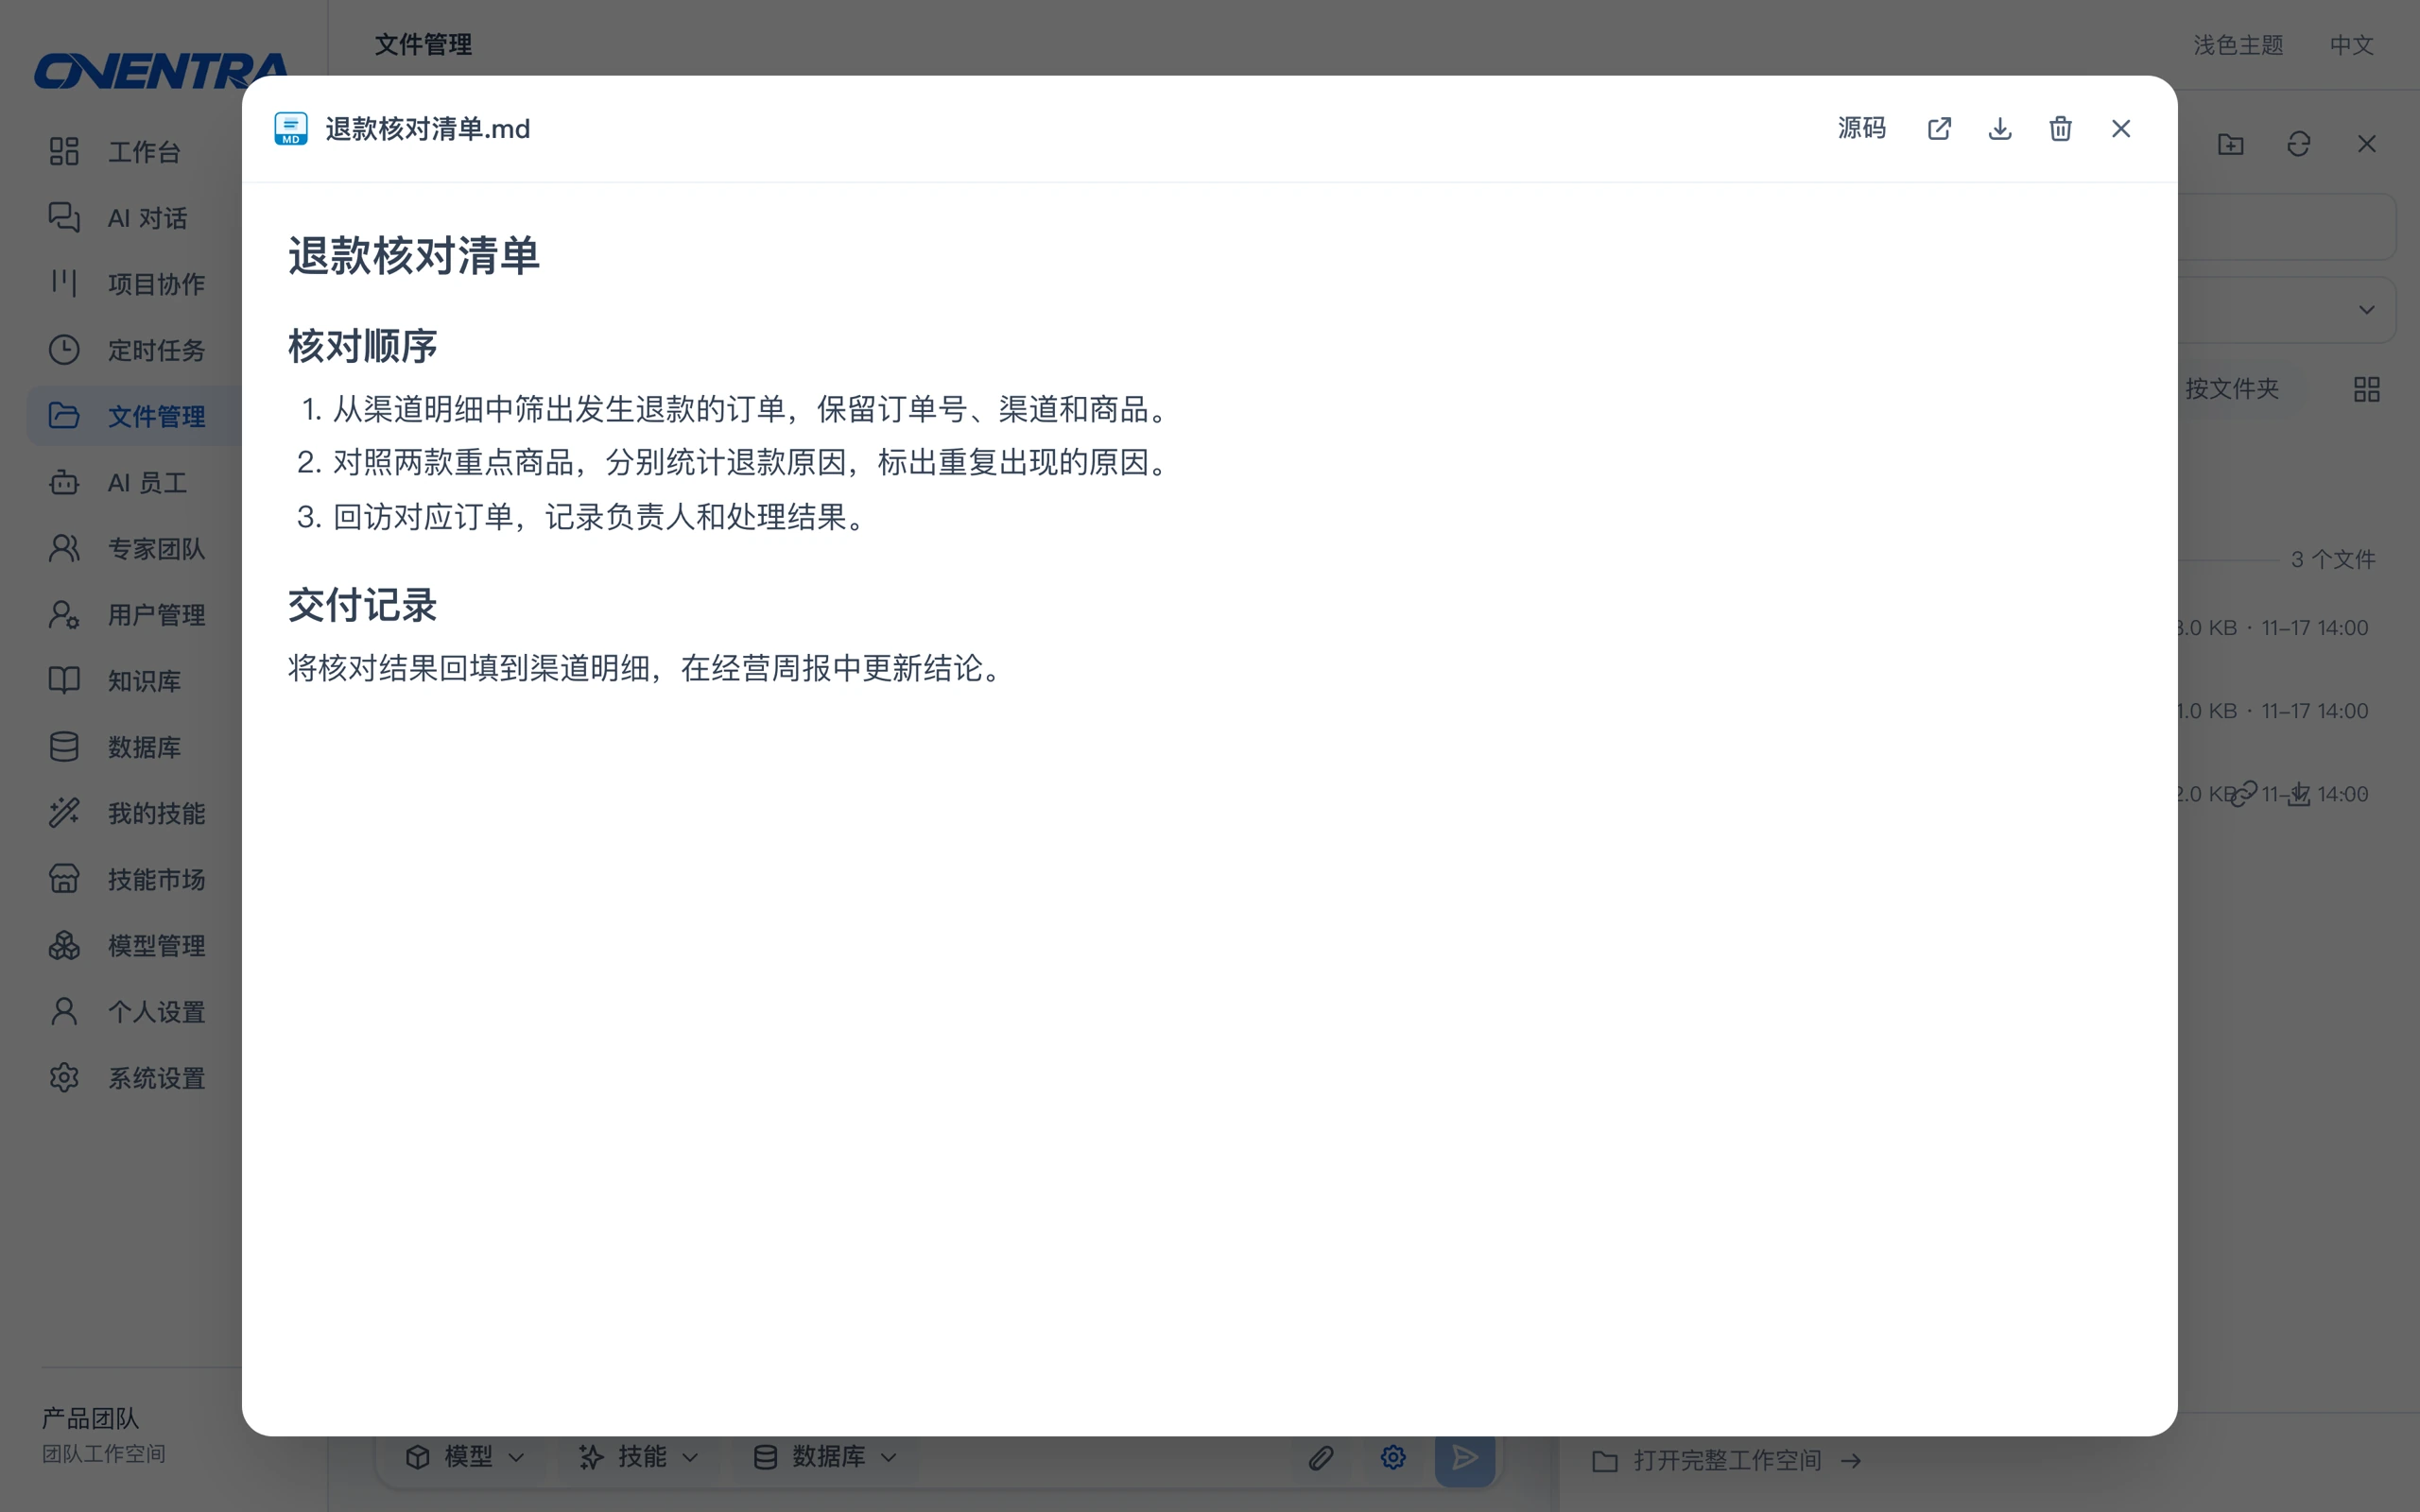 OXENTRA
文件管理
浅色主题
中文
工作台
AI 对话
项目协作
定时任务
文件管理
AI 员工
专家团队
用户管理
知识库
数据库
我的技能
技能市场
模型管理
个人设置
系统设置
产品团队
团队工作空间
MD
退款核对清单.md
源码
退款核对清单
核对顺序
1. 从渠道明细中筛出发生退款的订单，保留订单号、渠道和商品。
2. 对照两款重点商品，分别统计退款原因，标出重复出现的原因。
3. 回访对应订单，记录负责人和处理结果。
交付记录
将核对结果回填到渠道明细，在经营周报中更新结论。
按文件夹
3 个文件
.0 KB · 11-17 14:00
.0 KB · 11-17 14:00
.0 KB 11-17 14:00
模型
技能
数据库
打开完整工作空间